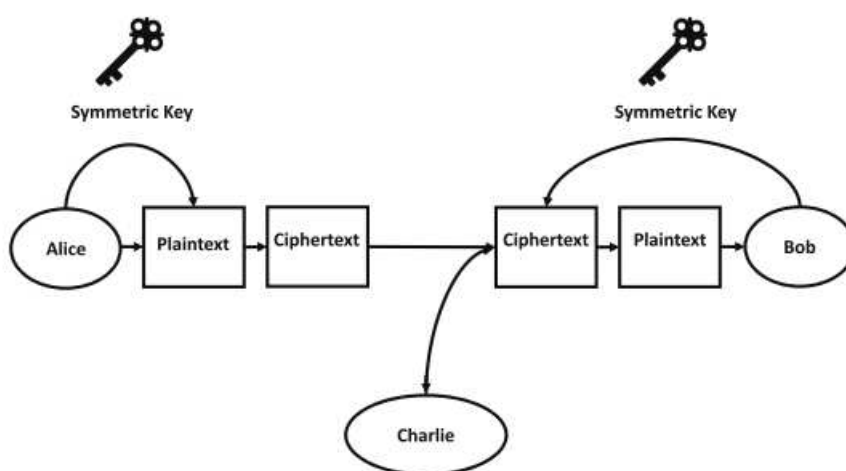 Symmetric Key
Symmetric Key
Alice
Plaintext
Ciphertext
Ciphertext
Plaintext
Bob
Charlie